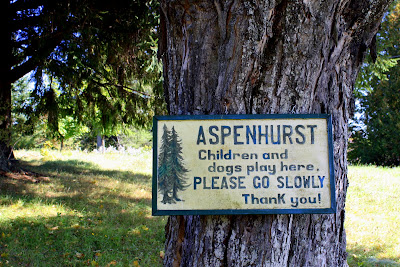 ASPENHURST
Children and
dogs play here,
PLEASE GO SLOWLY
Thank you!